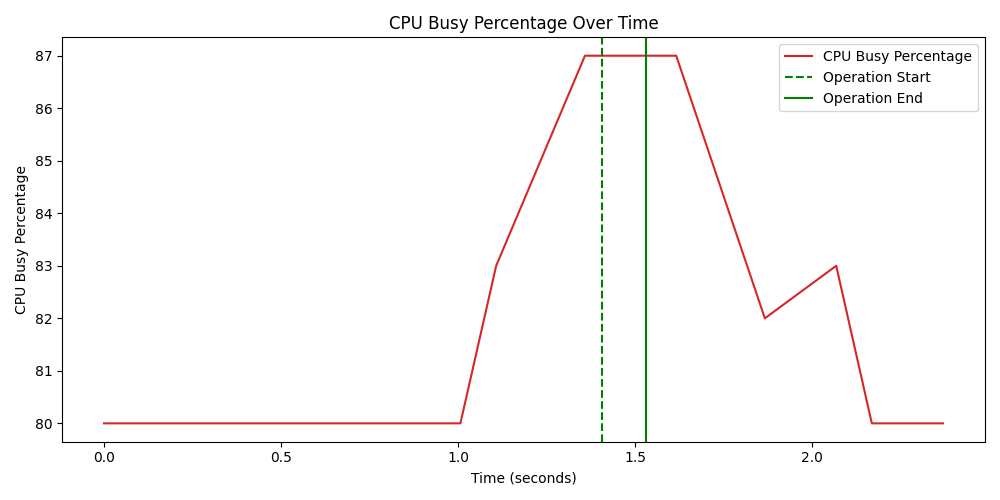 CPU Busy Percentage Over Time
CPU Busy Percentage
87
86
85
84
83
82
81
80
CPU Busy Percentage
Operation Start
Operation End
0.0
0.5
1.0
1.5
2.0
Time (seconds)